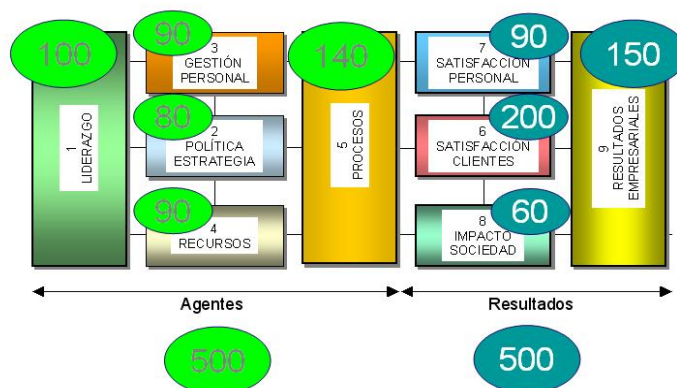 100
1
LIDERAZGO
90
3
GESTIÓN
PERSONAL
80
2
POLÍTICA
ESTRATEGIA
90
4
RECURSOS
140
5
PROCESOS
90
7
SATISFACCIÓN
PERSONAL
200
6
SATISFACCIÓN
CLIENTES
60
8
IMPACTO
SOCIEDAD
150
9
RESULTADOS
EMPRESARIALES
Agentes
Resultados
500
500